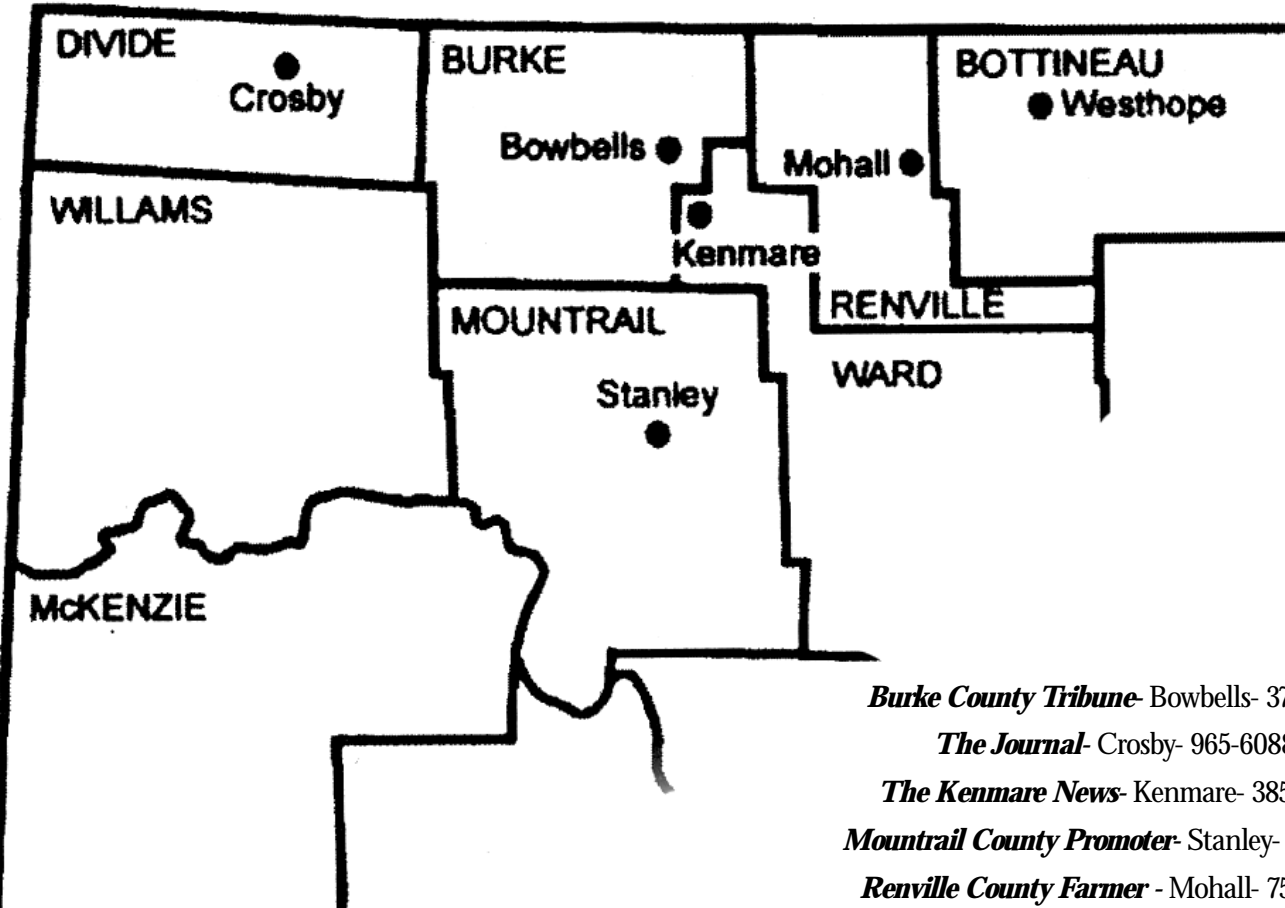 DIVIDE
Crosby
BURKE
Bowbells
BOTTINEAU
Westhope
Mohall
WILLAMS
Kenmare
MOUNTRAIL
RENVILLE
Stanley
WARD
McKENZIE
Burke County Tribune- Bowbells- 37
The Journal- Crosby- 965-6088
The Kenmare News- Kenmare- 385
Mountrail County Promoter- Stanley-
Renville County Farmer - Mohall- 75